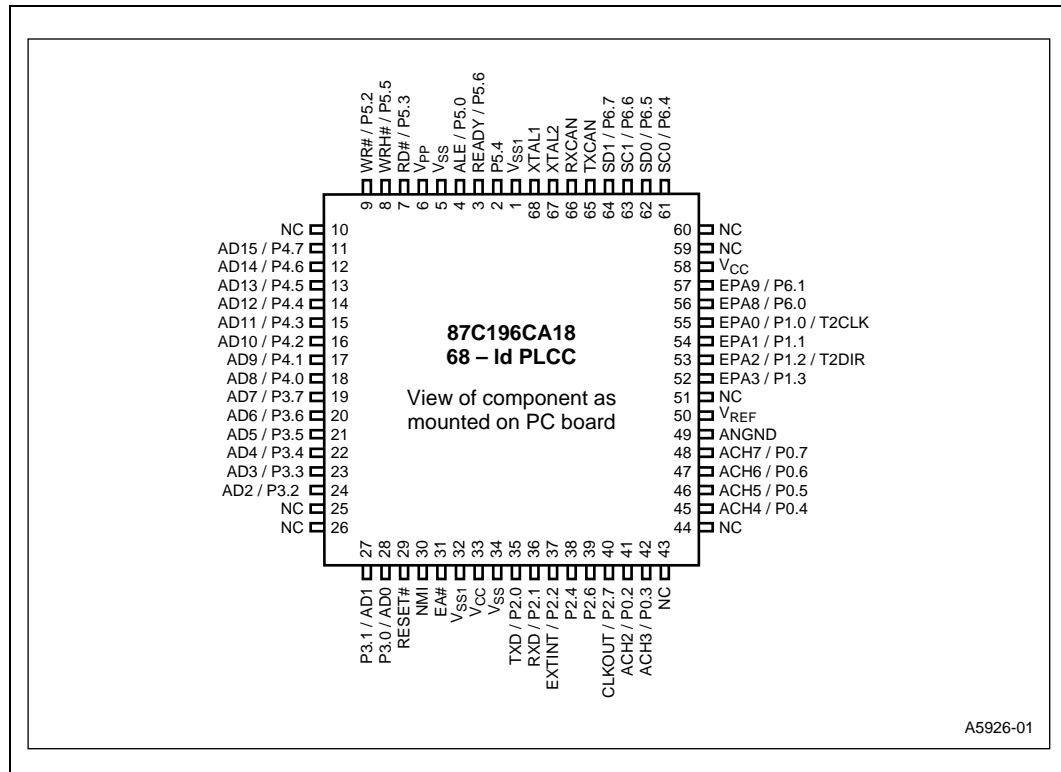 WR# / P5.2
WRH# / P5.5
RD# / P5.3
VPP
VSS
ALE / P5.0
READY / P5.6
P5.4
VSS1
XTAL1
XTAL2
RXCAN
TXCAN
SD1 / P6.7
SC1 / P6.6
SD0 / P6.5
SC0 / P6.4
9
8
7
6
5
4
3
2
1
68
67
66
65
64
63
62
61
NC 10
AD15 / P4.7 11
AD14 / P4.6 12
AD13 / P4.5 13
AD12 / P4.4 14
AD11 / P4.3 15
AD10 / P4.2 16
AD9 / P4.1 17
AD8 / P4.0 18
AD7 / P3.7 19
AD6 / P3.6 20
AD5 / P3.5 21
AD4 / P3.4 22
AD3 / P3.3 23
AD2 / P3.2 24
NC 25
NC 26
87C196CA18
68 – ld PLCC
View of component as
mounted on PC board
60 NC
59 NC
58 VCC
57 EPA9 / P6.1
56 EPA8 / P6.0
55 EPA0 / P1.0 / T2CLK
54 EPA1 / P1.1
53 EPA2 / P1.2 / T2DIR
52 EPA3 / P1.3
51 NC
50 VREF
49 ANGND
48 ACH7 / P0.7
47 ACH6 / P0.6
46 ACH5 / P0.5
45 ACH4 / P0.4
44 NC
27
28
29
30
31
32
33
34
35
36
37
38
39
40
41
42
43
P3.1 / AD1
P3.0 / AD0
RESET#
NMI
EA#
VSS1
VCC
VSS
TXD / P2.0
RXD / P2.1
EXTINT / P2.2
P2.4
P2.6
CLKOUT / P2.7
ACH2 / P0.2
ACH3 / P0.3
NC
A5926-01